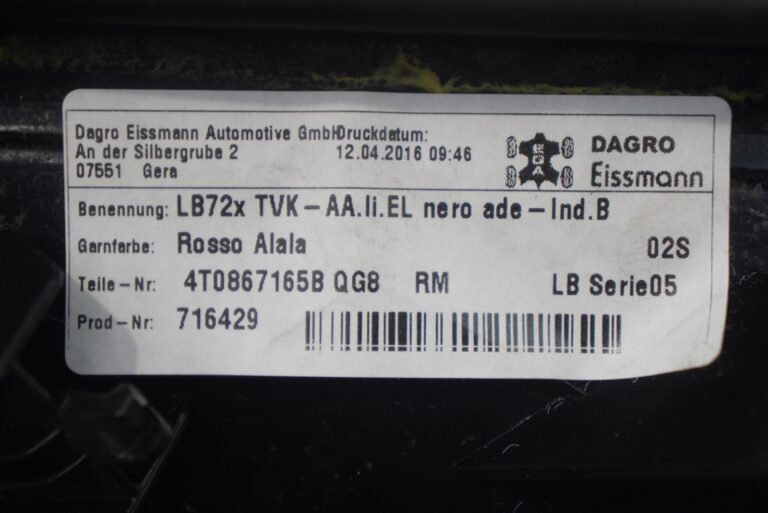 Dagro Eissmann Automotive GmbH Druckdatum:
An der Silbergrube 2 12.04.2016 09:46
07551 Gera
EGA
DAGRO
Eissmann
Benennung: LB72x TVK-AA.li.EL nero ade-Ind.B
Garnfarbe: Rosso Alala 02S
Teile-Nr: 4T0867165B QG8 RM LB Serie05
Prod-Nr: 716429